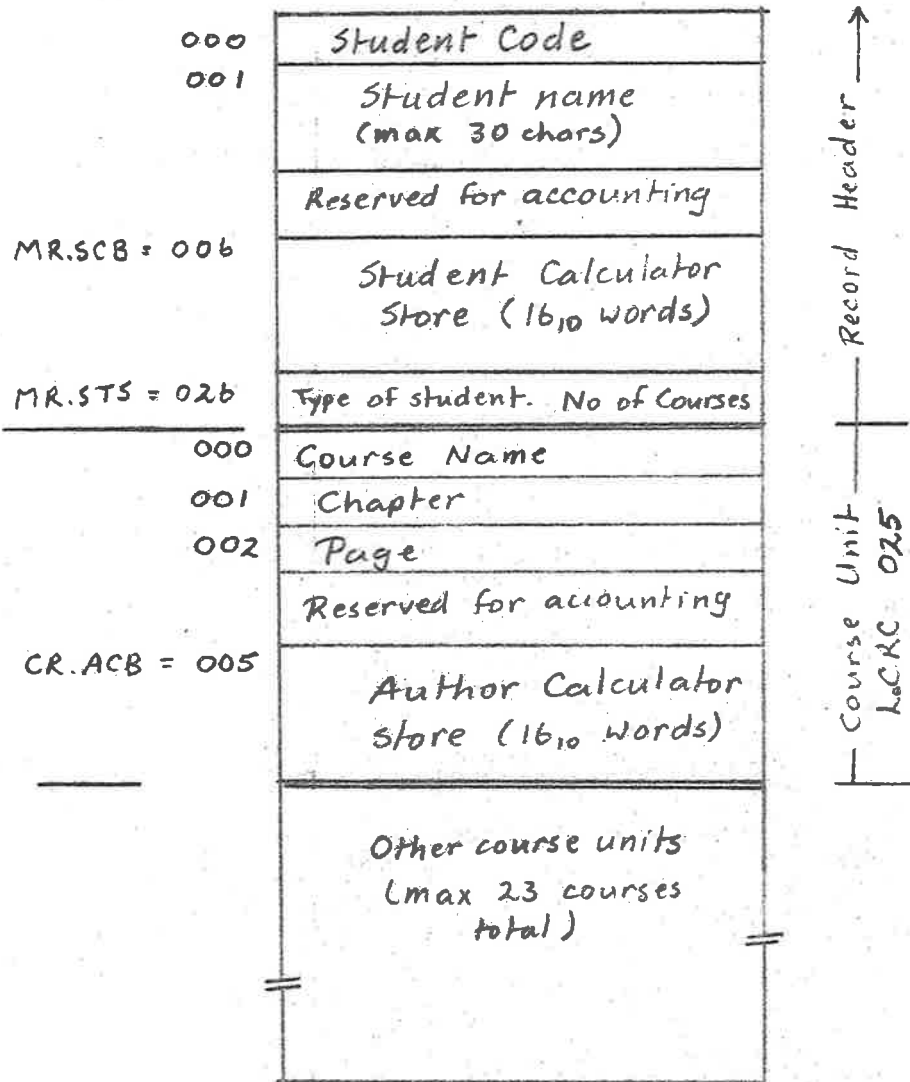 000 Student Code
001 Student name
(max 30 chars)
Reserved for accounting
MR.SCB = 006 Student Calculator
Store (16₁₀ words)
MR.STS = 026 Type of student. No of Courses
Record Header
000 Course Name
001 Chapter
002 Page
Reserved for accounting
CR.ACB = 005 Author Calculator
store (16₁₀ words)
Course Unit
L.CRC 025
Other course units
(max 23 courses
total)